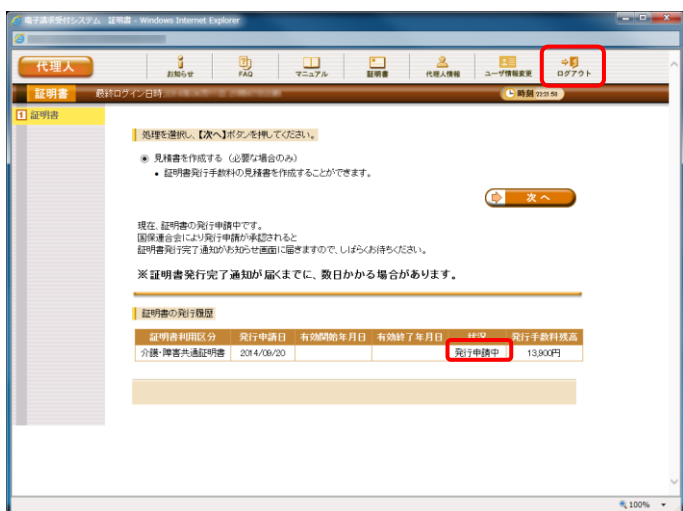 電子請求受付システム 証明書 - Windows Internet Explorer
代理人
お知らせ FAQ マニュアル 証明書 代理人情報 ユーザ情報変更 ログアウト
証明書 最終ログイン日時
時刻
1 証明書
処理を選択し、【次へ】ボタンを押してください。
見積書を作成する（必要な場合のみ）
• 証明書発行手数料の見積書を作成することができます。
次へ
現在、証明書の発行申請中です。
国保連合会により発行申請が承認されると
証明書発行完了通知がお知らせ画面に届きますので、しばらくお待ちください。
※証明書発行完了通知が届くまでに、数日かかる場合があります。
証明書の発行履歴
証明書利用区分 発行申請日 有効開始年月日 有効終了年月日 状況 発行手数料残高
介護・障害共通証明書 2014/09/20 発行申請中 13,900円
100%